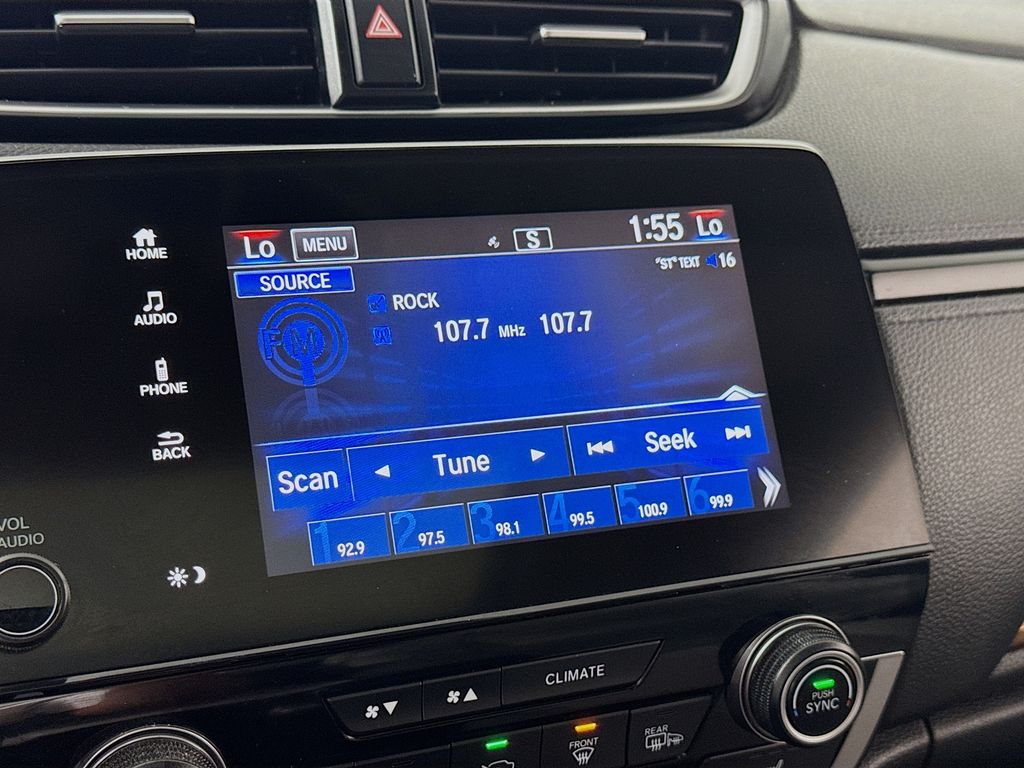 Lo MENU S 1:55 Lo
"ST" TEXT 16
SOURCE
ROCK
FM
107.7 MHz 107.7
Scan Tune Seek
1 92.9 2 97.5 3 98.1 4 99.5 5 100.9 6 99.9
HOME
AUDIO
PHONE
BACK
VOL
AUDIO
CLIMATE
PUSH
SYNC
FRONT
REAR